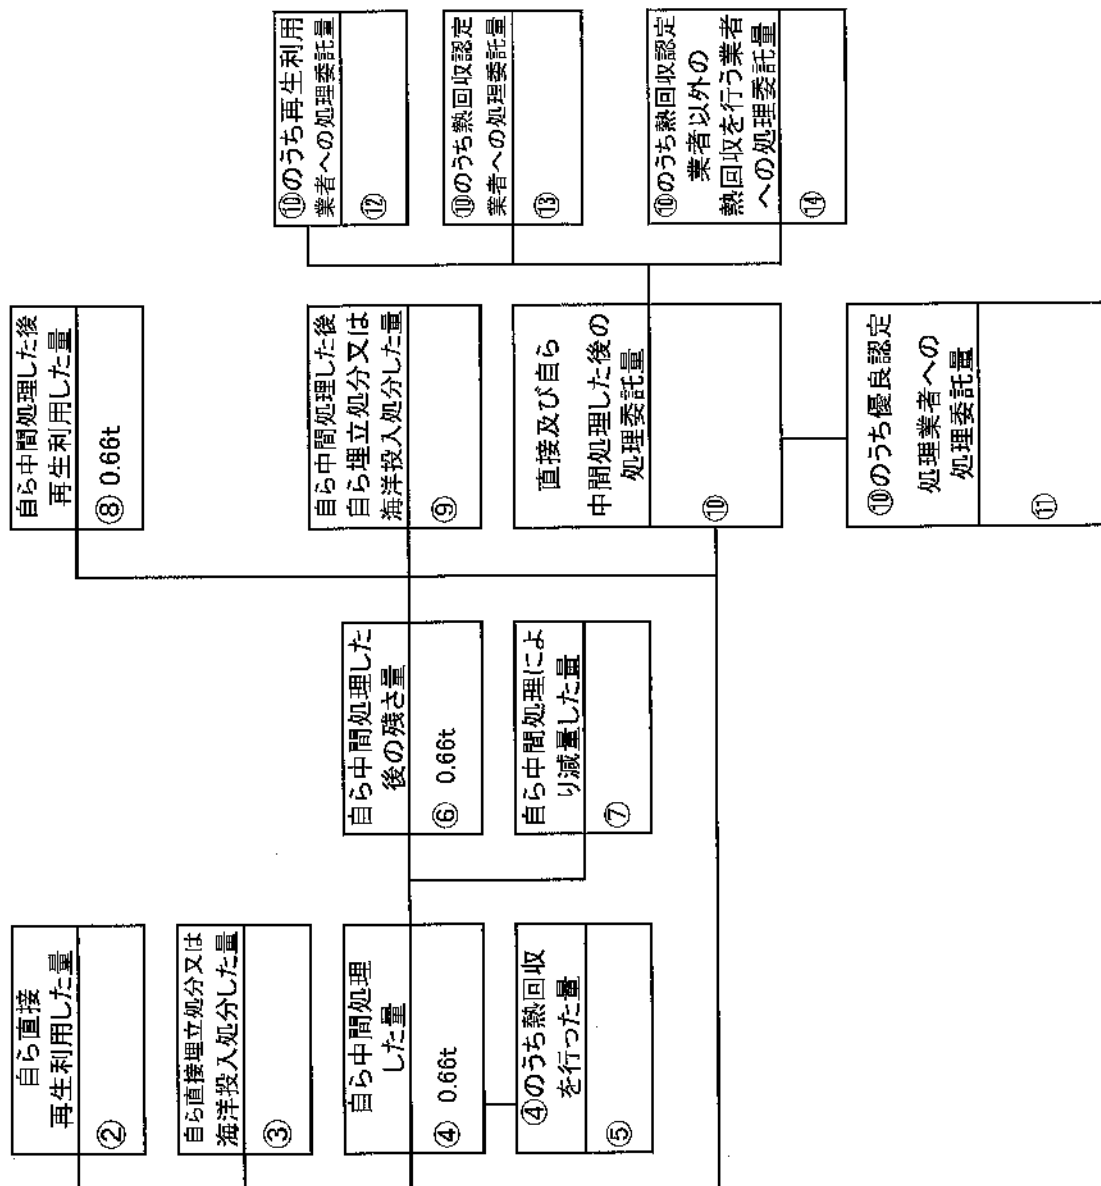 自ら直接
再生利用した量
②
自ら直接埋立処分又は
海洋投入処分した量
③
自ら中間処理
した量
④ 0.66t
④のうち熱回収
を行った量
⑤
自ら中間処理した
後の残さ量
⑥ 0.66t
自ら中間処理によ
り減量した量
⑦
自ら中間処理した後
再生利用した量
⑧ 0.66t
自ら中間処理した後
自ら埋立処分又は
海洋投入処分した量
⑨
直接及び自ら
中間処理した後の
処理委託量
⑩
⑩のうち優良認定
処理業者への
処理委託量
⑪
⑩のうち再生利用
業者への処理委託量
⑫
⑩のうち熱回収認定
業者への処理委託量
⑬
⑩のうち熱回収認定
業者以外の
熱回収を行う業者
への処理委託量
⑭